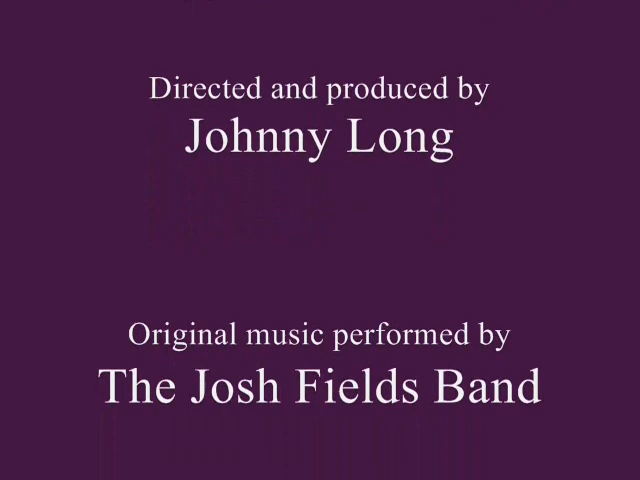 Directed and produced by
Johnny Long
Original music performed by
The Josh Fields Band